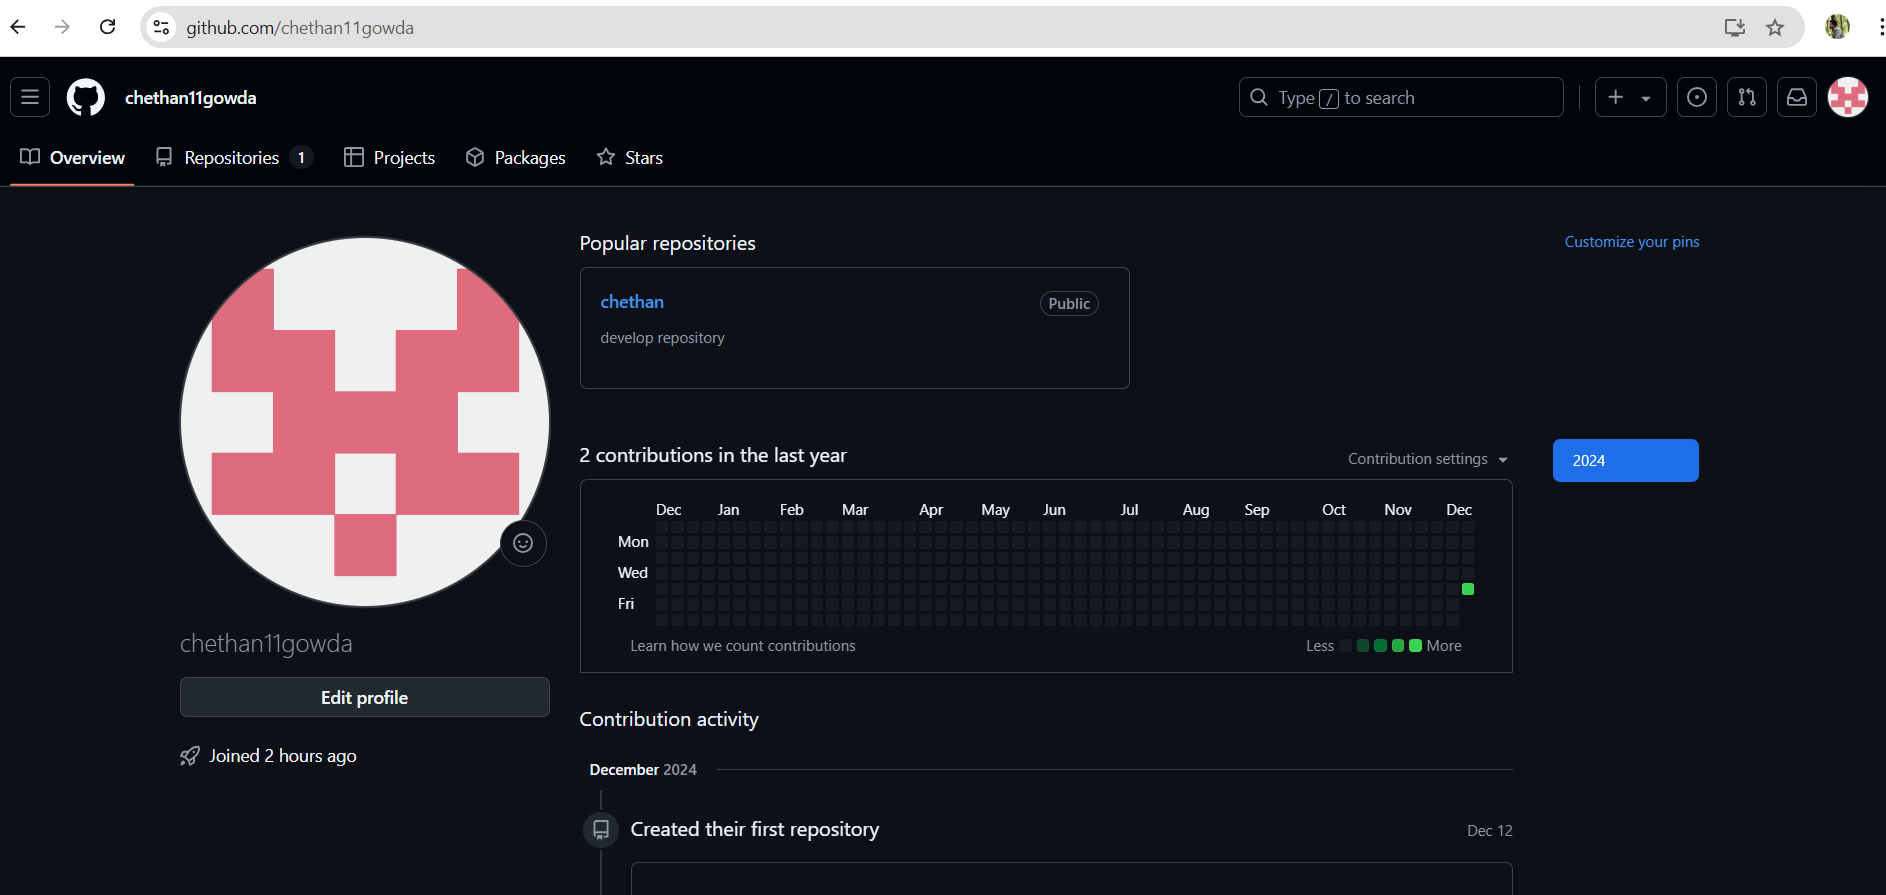 github.com/chethan11gowda
chethan11gowda
Type / to search
Overview
Repositories 1
Projects
Packages
Stars
Popular repositories
Customize your pins
chethan
Public
develop repository
2 contributions in the last year
Contribution settings
2024
Dec Jan Feb Mar Apr May Jun Jul Aug Sep Oct Nov Dec
Mon
Wed
Fri
Learn how we count contributions
Less
More
chethan11gowda
Edit profile
Joined 2 hours ago
Contribution activity
December 2024
Created their first repository
Dec 12